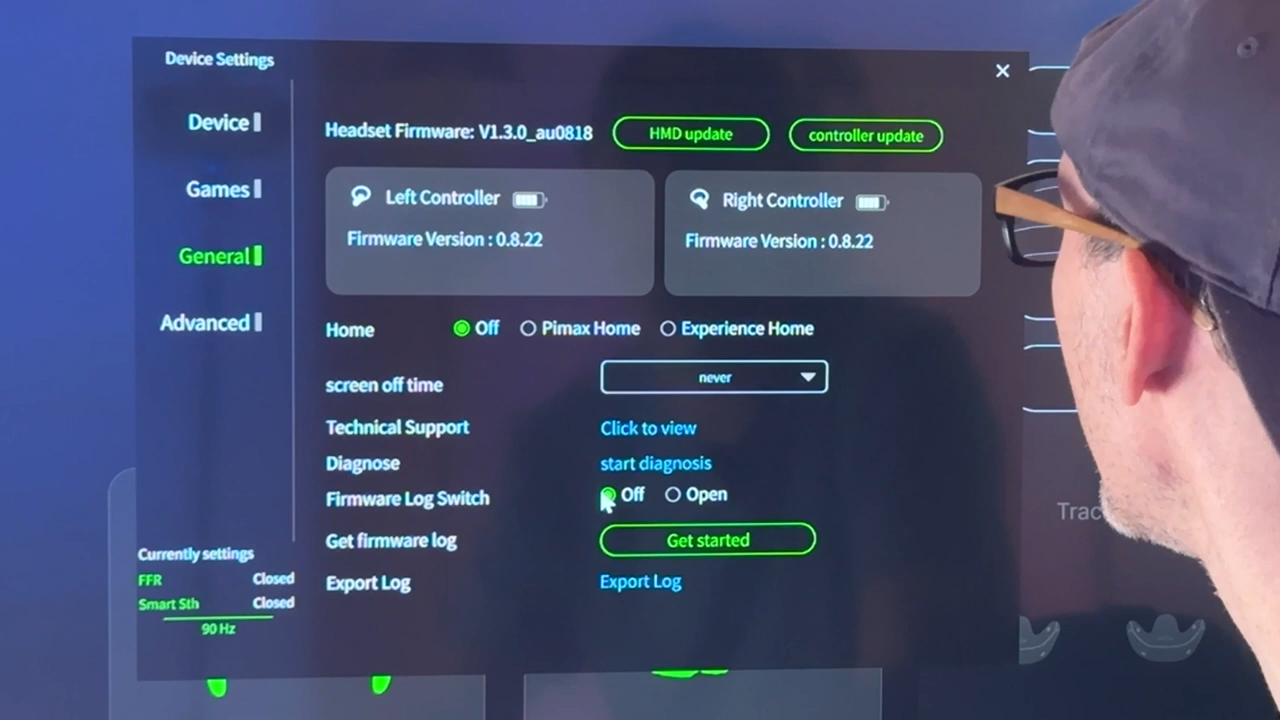 Device Settings
Device
Games
General
Advanced
Headset Firmware: V1.3.0_au0818
HMD update
controller update
Left Controller
Firmware Version : 0.8.22
Right Controller
Firmware Version : 0.8.22
Home
Off
Pimax Home
Experience Home
screen off time
never
Technical Support
Click to view
Diagnose
start diagnosis
Firmware Log Switch
Off
Open
Get firmware log
Get started
Export Log
Export Log
Currently settings
FFR Closed
Smart Sth Closed
90 Hz